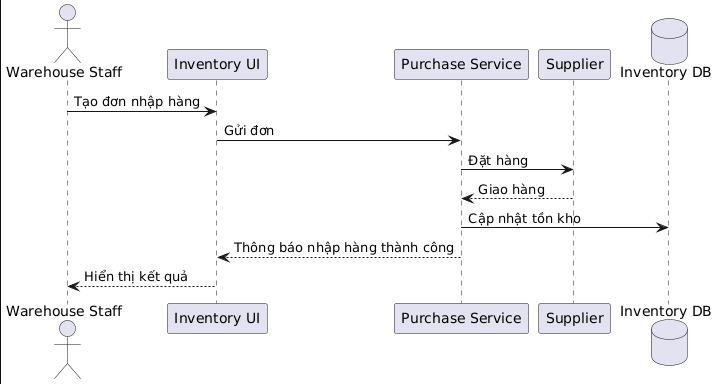 Warehouse Staff
Inventory UI
Purchase Service
Supplier
Inventory DB
Tạo đơn nhập hàng
Gửi đơn
Đặt hàng
Giao hàng
Cập nhật tồn kho
Thông báo nhập hàng thành công
Hiển thị kết quả
Warehouse Staff
Inventory UI
Purchase Service
Supplier
Inventory DB